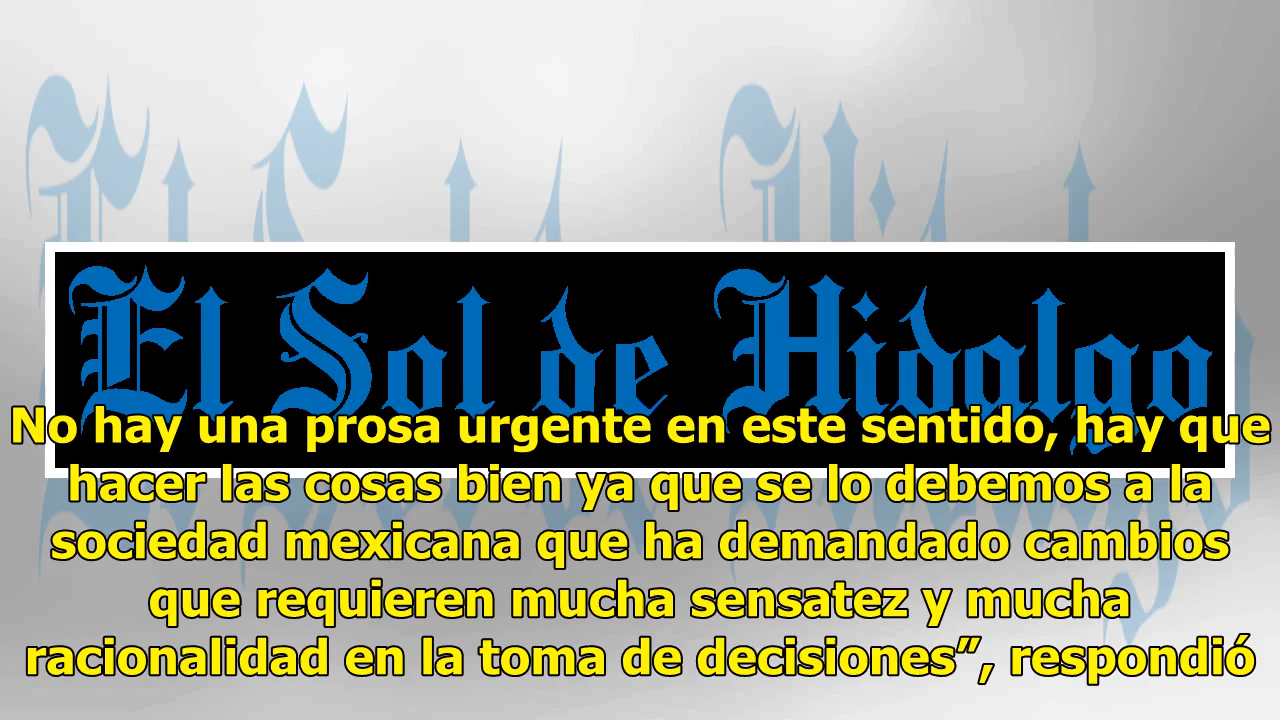 El Sol de Hidalgo
No hay una prosa urgente en este sentido, hay que
hacer las cosas bien ya que se lo debemos a la
sociedad mexicana que ha demandado cambios
que requieren mucha sensatez y mucha
racionalidad en la toma de decisiones”, respondió